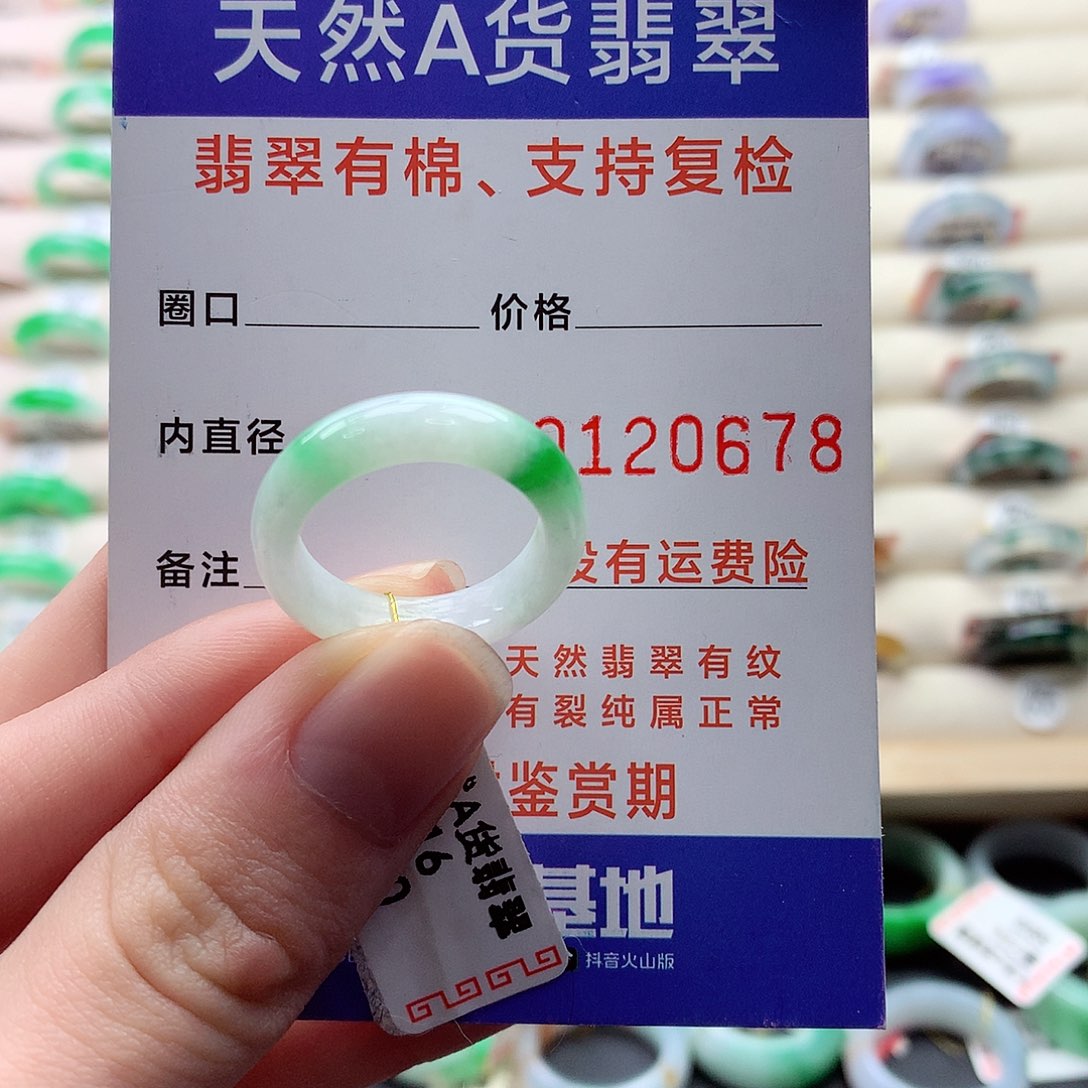 天然A货翡翠
翡翠有棉、支持复检
圈口 价格
内直径 0120678
备注 没有运费险
天然翡翠有纹
有裂纯属正常
鉴赏期
基地
抖音火山版
A货翡翠